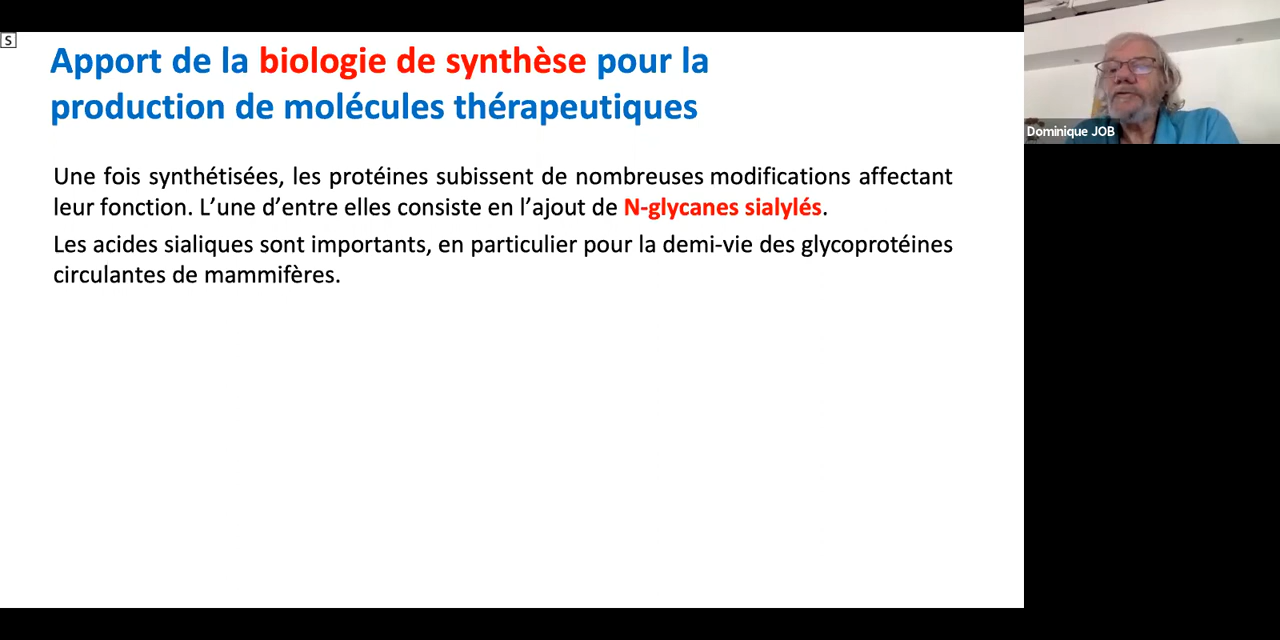 S
Apport de la biologie de synthèse pour la
production de molécules thérapeutiques
Une fois synthétisées, les protéines subissent de nombreuses modifications affectant
leur fonction. L’une d’entre elles consiste en l’ajout de N-glycanes sialylés.
Les acides sialiques sont importants, en particulier pour la demi-vie des glycoprotéines
circulantes de mammifères.
Dominique JOB